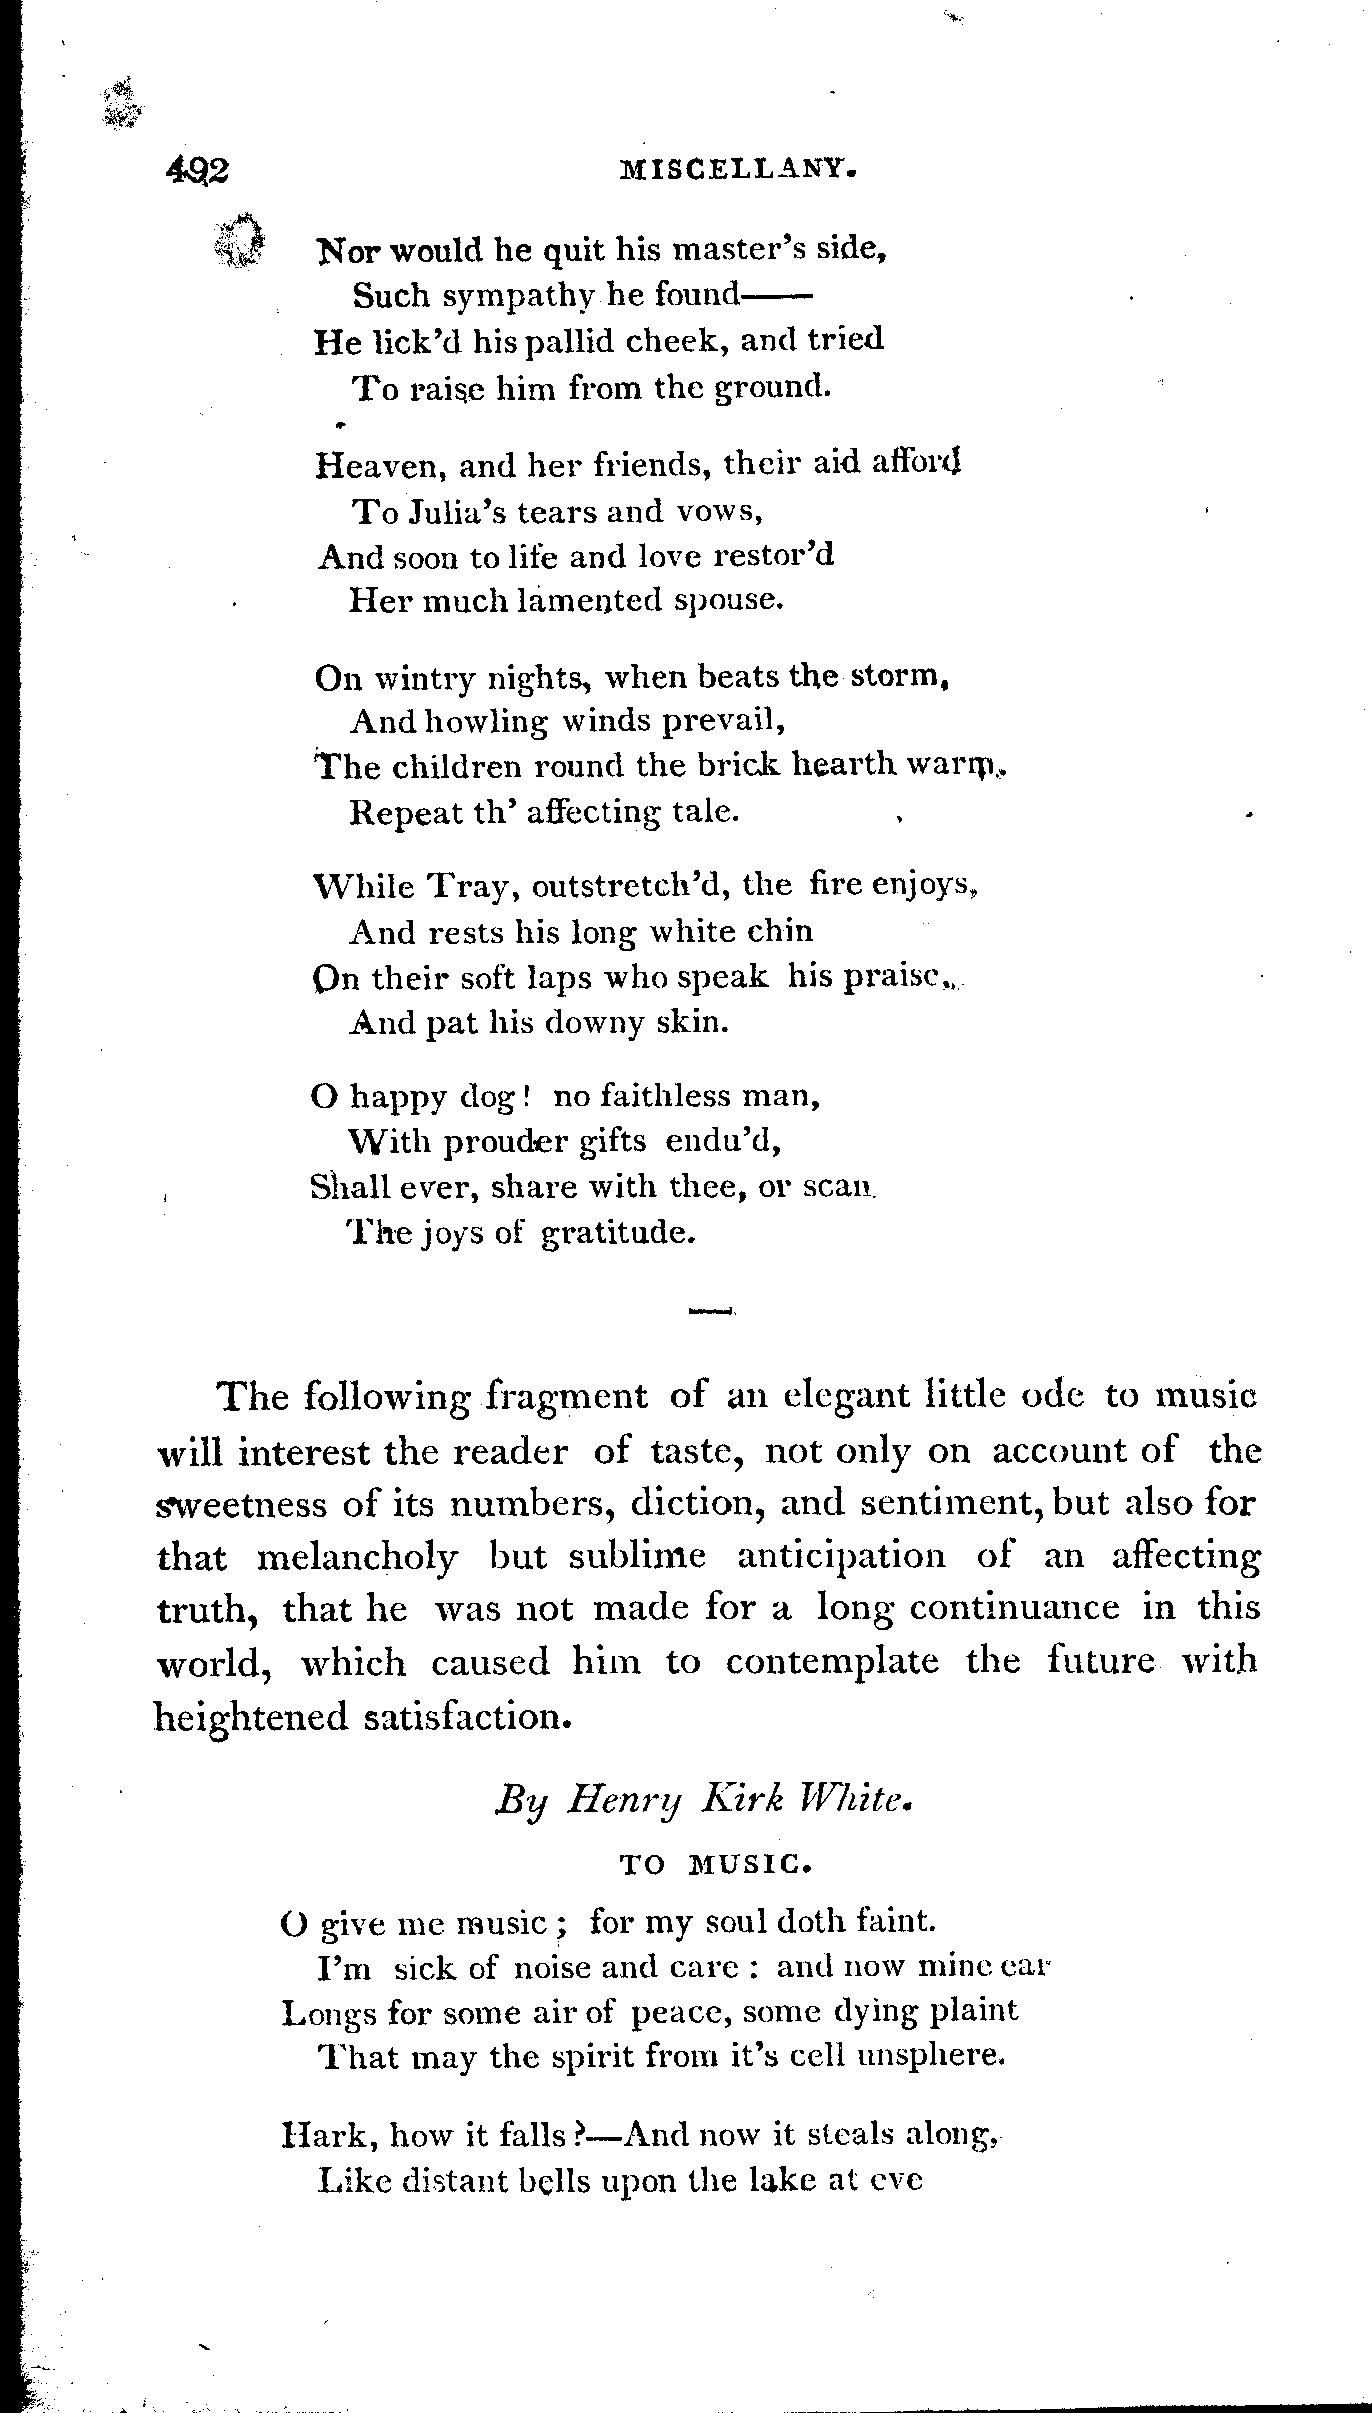 492 MISCELLANY.
Nor would he quit his master's side,
Such sympathy he found——
He lick'd his pallid cheek, and tried
To raise him from the ground.
Heaven, and her friends, their aid afford
To Julia's tears and vows,
And soon to life and love restor'd
Her much lamented spouse.
On wintry nights, when beats the storm,
And howling winds prevail,
The children round the brick hearth warm,
Repeat th' affecting tale.
While Tray, outstretch'd, the fire enjoys,
And rests his long white chin
On their soft laps who speak his praise,
And pat his downy skin.
O happy dog! no faithless man,
With prouder gifts endu'd,
Shall ever, share with thee, or scan
The joys of gratitude.
—
The following fragment of an elegant little ode to music
will interest the reader of taste, not only on account of the
sweetness of its numbers, diction, and sentiment, but also for
that melancholy but sublime anticipation of an affecting
truth, that he was not made for a long continuance in this
world, which caused him to contemplate the future with
heightened satisfaction.
By Henry Kirk White.
TO MUSIC.
O give me music; for my soul doth faint.
I'm sick of noise and care: and now mine ear
Longs for some air of peace, some dying plaint
That may the spirit from it's cell unsphere.
Hark, how it falls?—And now it steals along,
Like distant bells upon the lake at eve